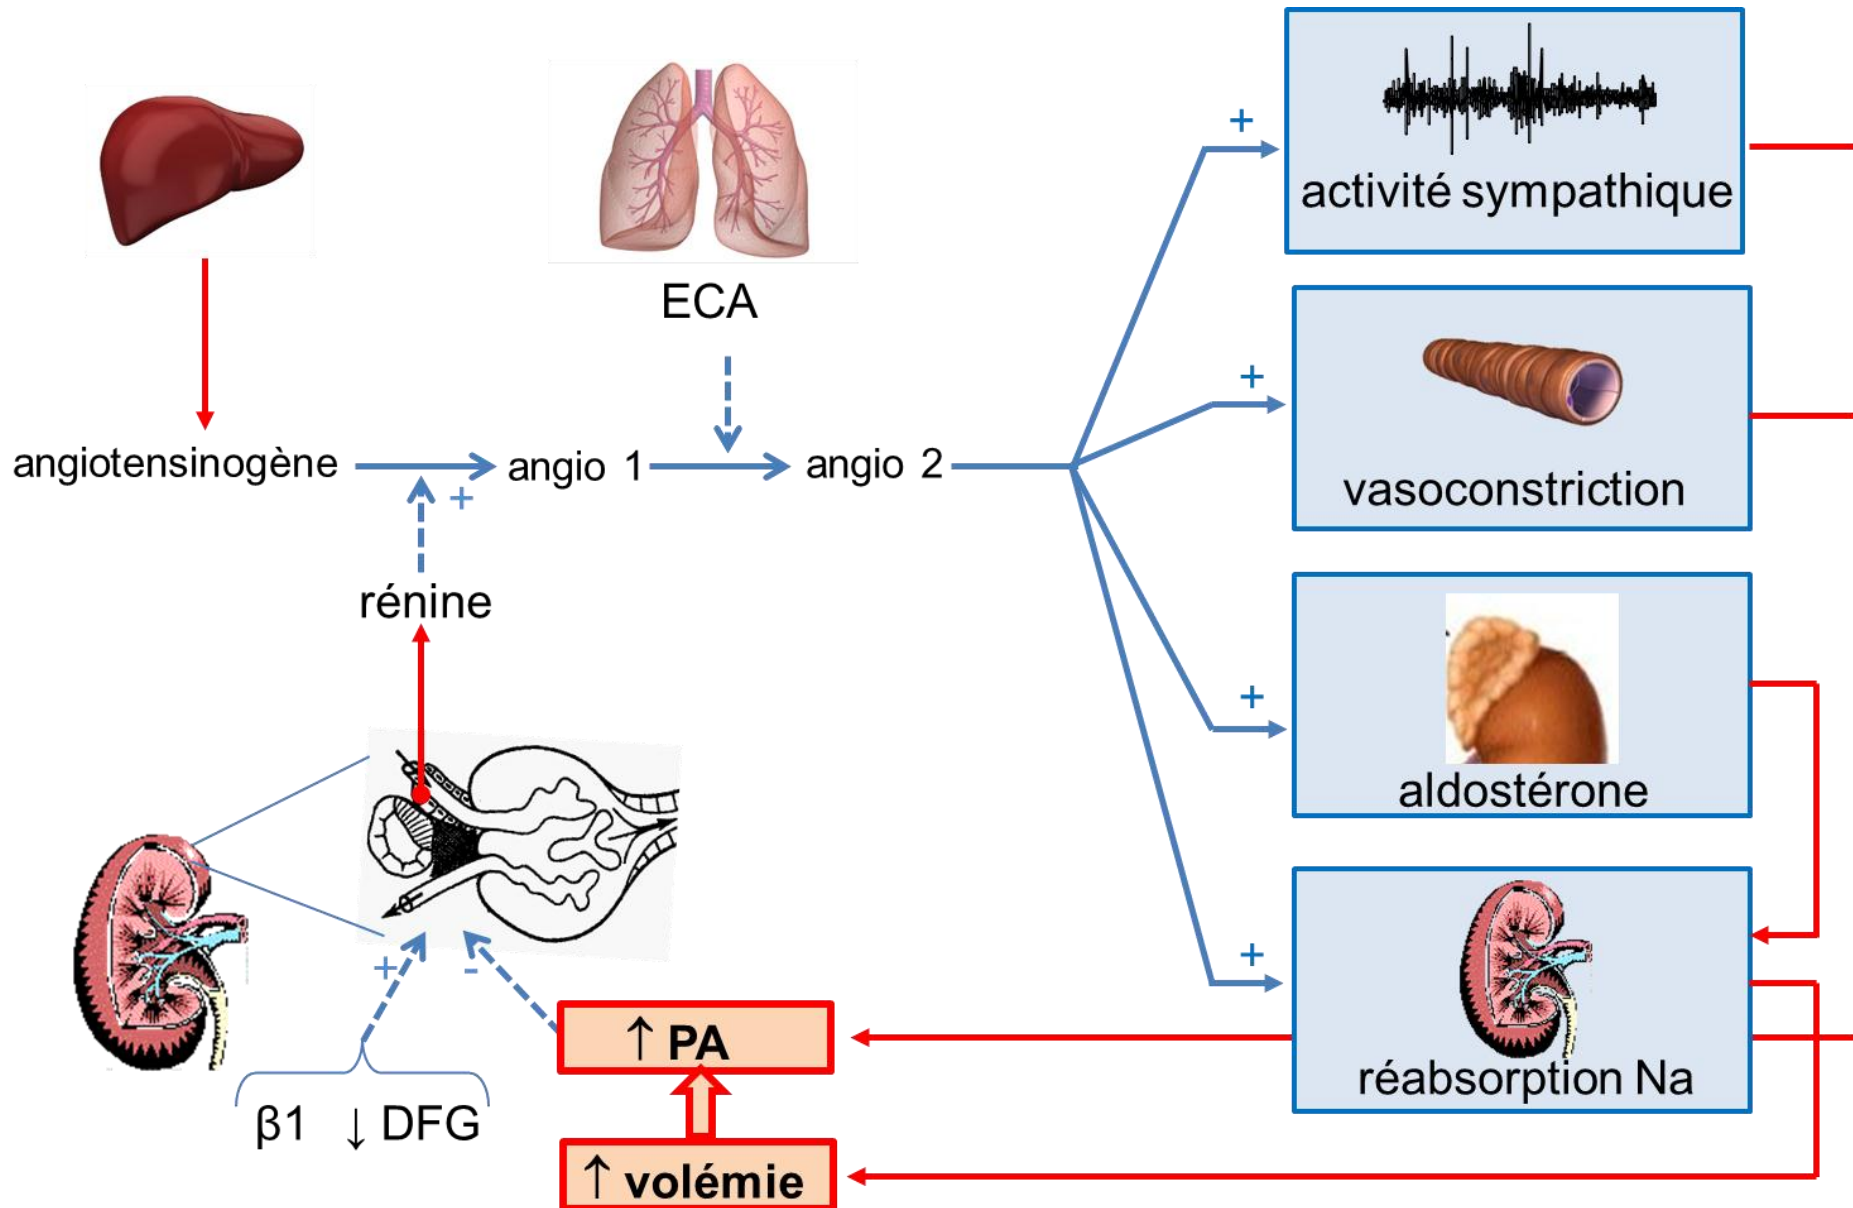 ECA
+
activité sympathique
+
vasoconstriction
angiotensinogène
+
angio 1
angio 2
rénine
+
aldostérone
+
réabsorption Na
+
-
↑ PA
β1 ↓ DFG
↑ volémie